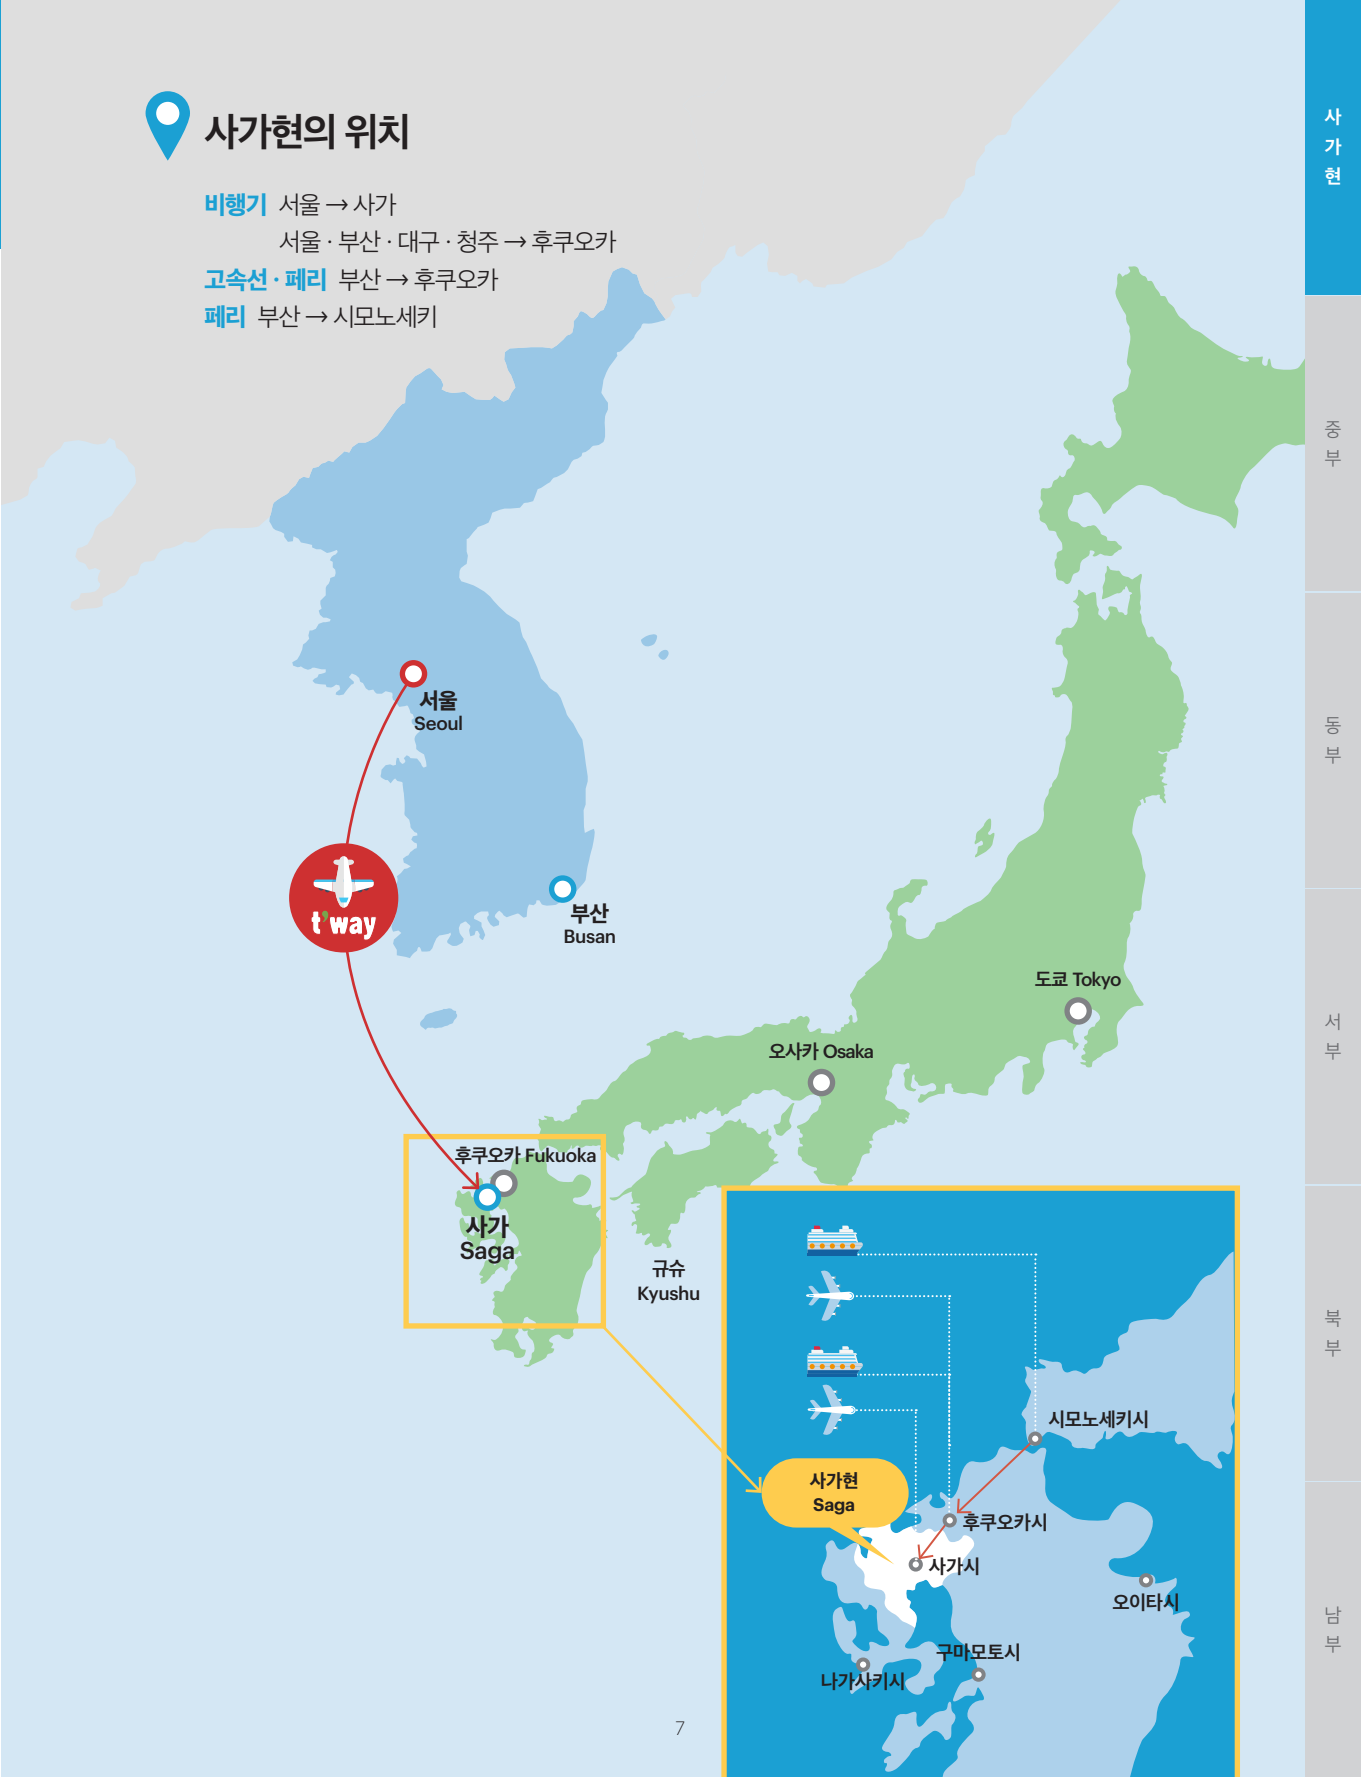 사가현의 위치
비행기 서울 → 사가
서울 · 부산 · 대구 · 청주 → 후쿠오카
고속선 · 페리 부산 → 후쿠오카
페리 부산 → 시모노세키
서울
Seoul
t'way
부산
Busan
도쿄 Tokyo
오사카 Osaka
후쿠오카 Fukuoka
사가
Saga
규슈
Kyushu
시모노세키시
사가현
Saga
후쿠오카시
사가시
오이타시
구마모토시
나가사키시
7
사가현
중부
동부
서부
북부
남부